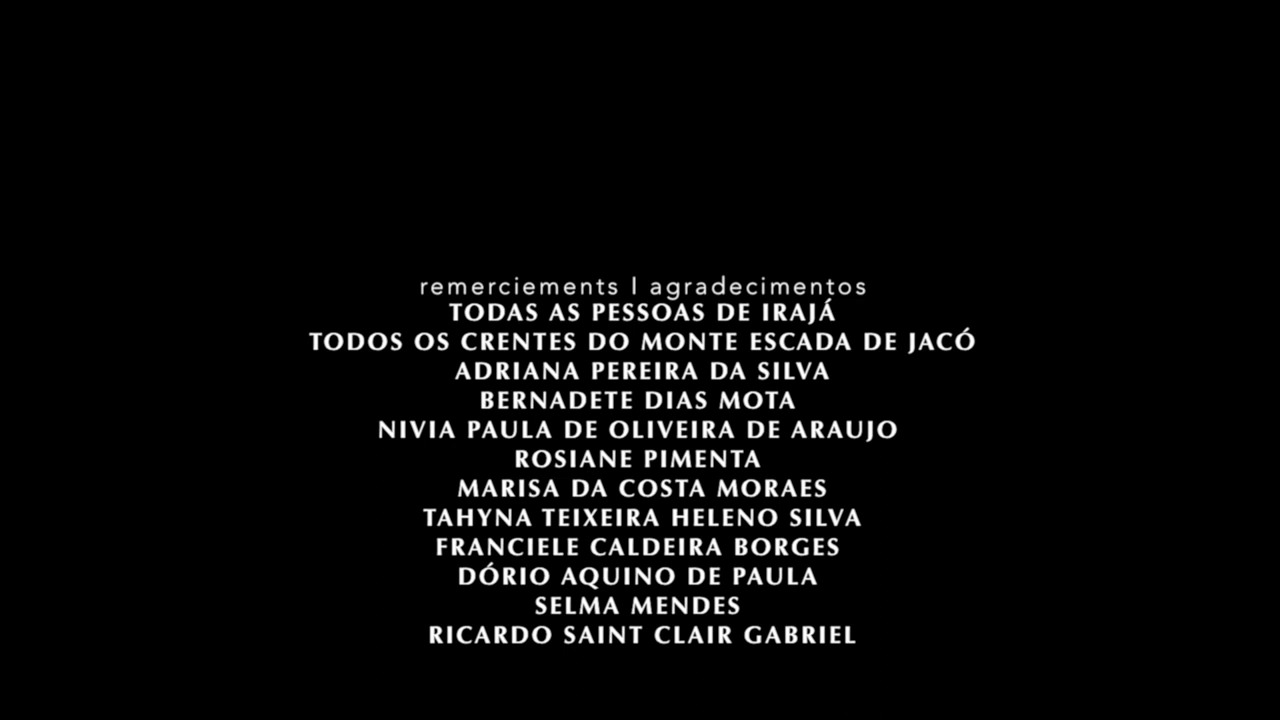 remerciements | agradecimentos
TODAS AS PESSOAS DE IRAJÁ
TODOS OS CRENTES DO MONTE ESCADA DE JACÓ
ADRIANA PEREIRA DA SILVA
BERNADETE DIAS MOTA
NIVIA PAULA DE OLIVEIRA DE ARAUJO
ROSIANE PIMENTA
MARISA DA COSTA MORAES
TAHYNA TEIXEIRA HELENO SILVA
FRANCIELE CALDEIRA BORGES
DÓRIO AQUINO DE PAULA
SELMA MENDES
RICARDO SAINT CLAIR GABRIEL